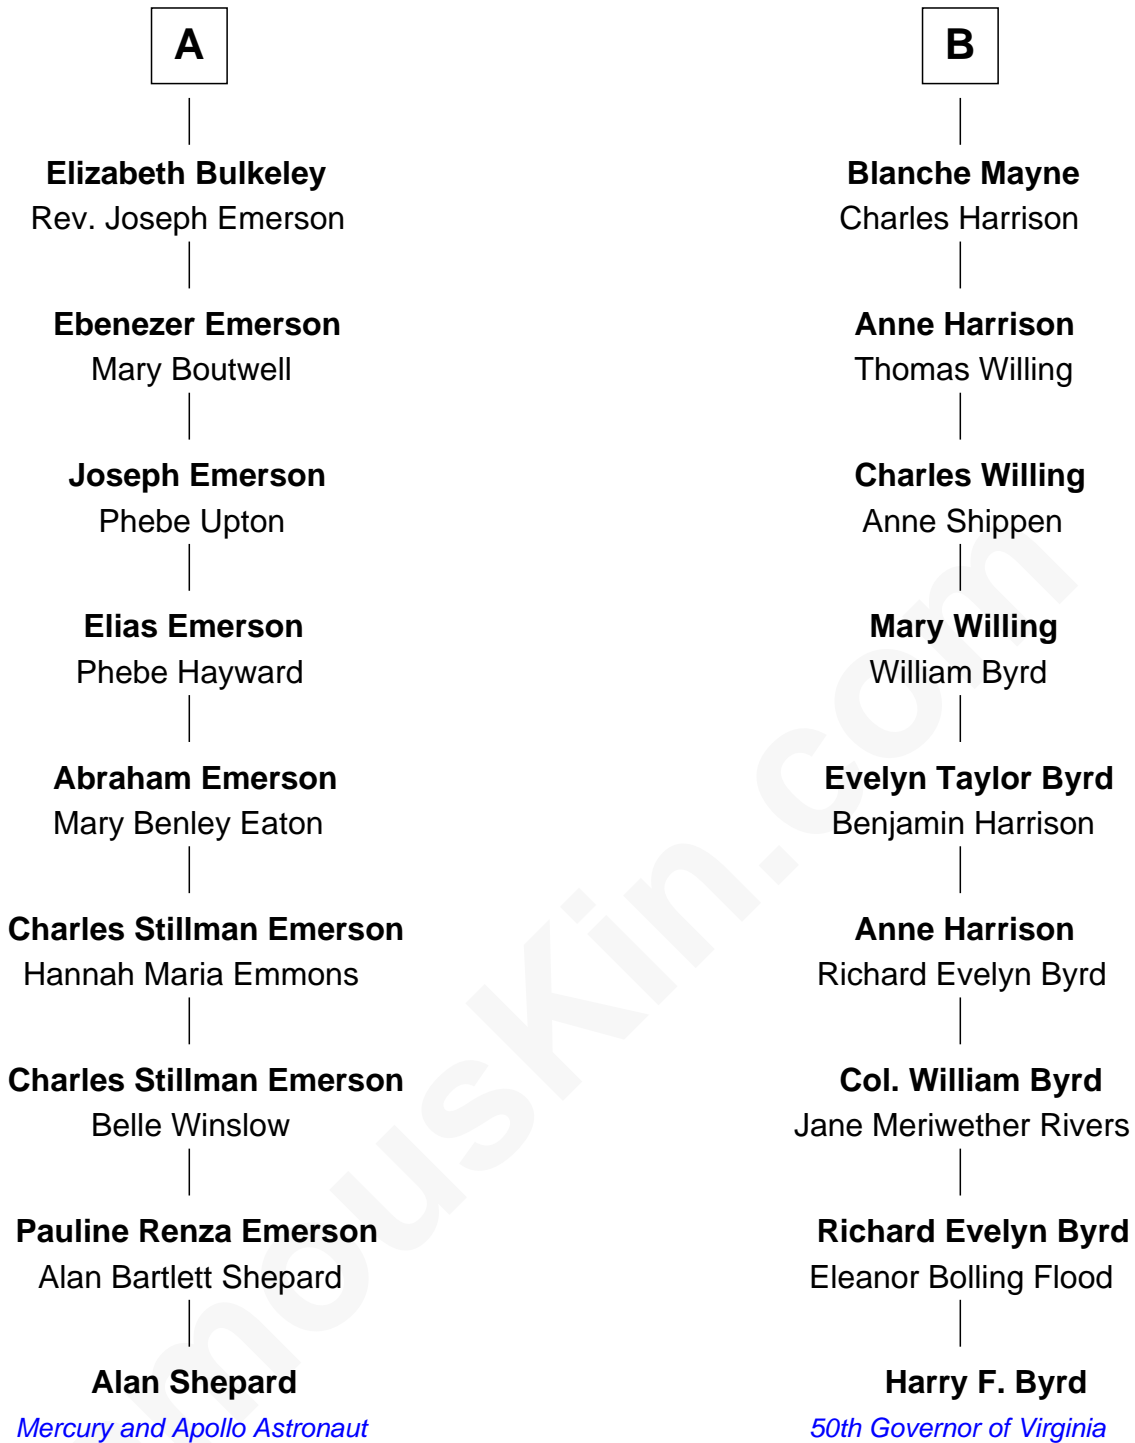 A
Elizabeth Bulkeley
Rev. Joseph Emerson
Ebenezer Emerson
Mary Boutwell
Joseph Emerson
Phebe Upton
Elias Emerson
Phebe Hayward
Abraham Emerson
Mary Benley Eaton
Charles Stillman Emerson
Hannah Maria Emmons
Charles Stillman Emerson
Belle Winslow
Pauline Renza Emerson
Alan Bartlett Shepard
Alan Shepard
Mercury and Apollo Astronaut
B
Blanche Mayne
Charles Harrison
Anne Harrison
Thomas Willing
Charles Willing
Anne Shippen
Mary Willing
William Byrd
Evelyn Taylor Byrd
Benjamin Harrison
Anne Harrison
Richard Evelyn Byrd
Col. William Byrd
Jane Meriwether Rivers
Richard Evelyn Byrd
Eleanor Bolling Flood
Harry F. Byrd
50th Governor of Virginia
mousKin.com